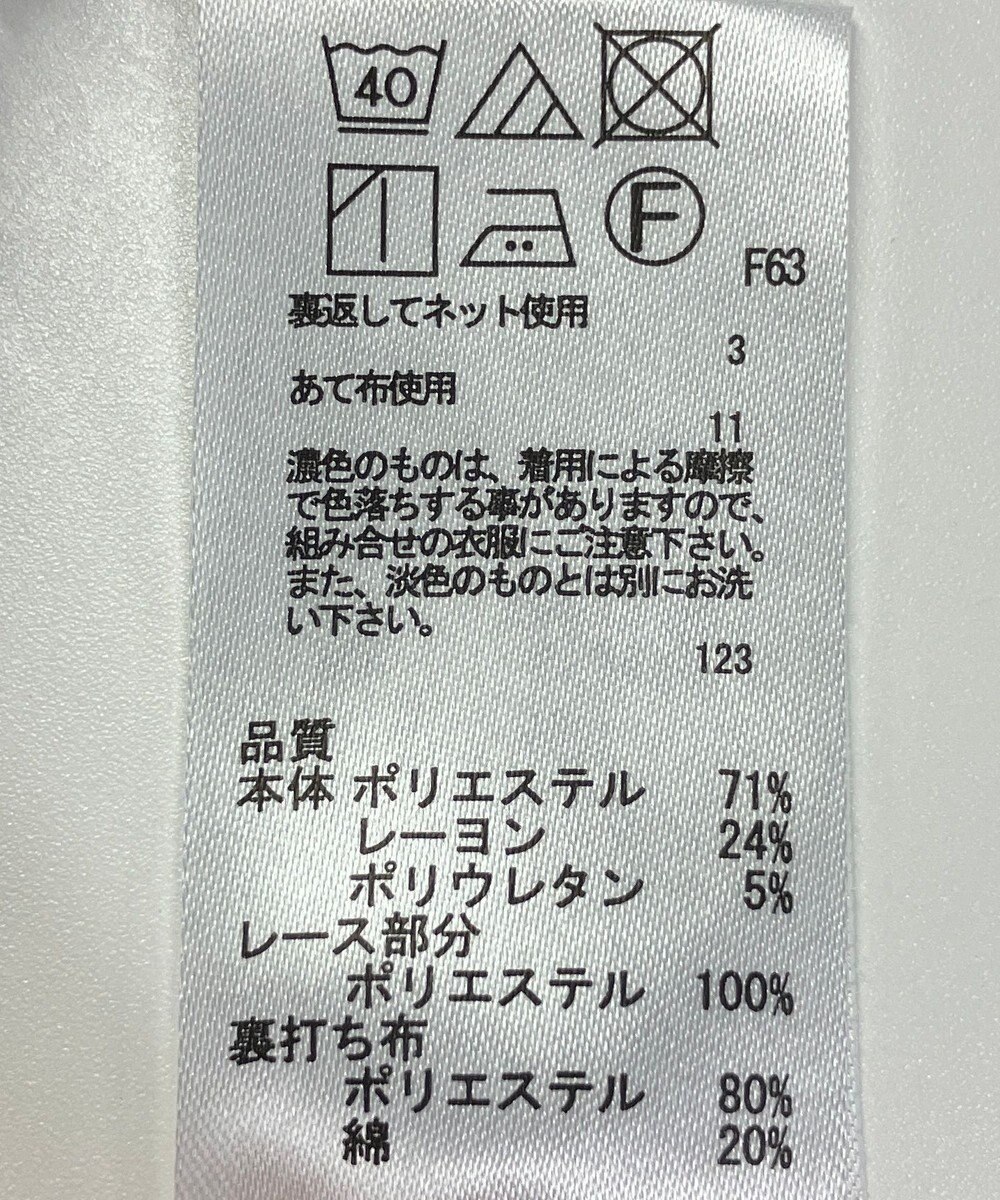 40
F
F63
裏返してネット使用
3
あて布使用
11
濃色のものは、着用による摩擦
で色落ちする事がありますので、
組み合せの衣服にご注意下さい。
また、淡色のものとは別にお洗
い下さい。
123
品質
本体 ポリエステル 71%
レーヨン 24%
ポリウレタン 5%
レース部分
ポリエステル 100%
裏打ち布
ポリエステル 80%
綿 20%